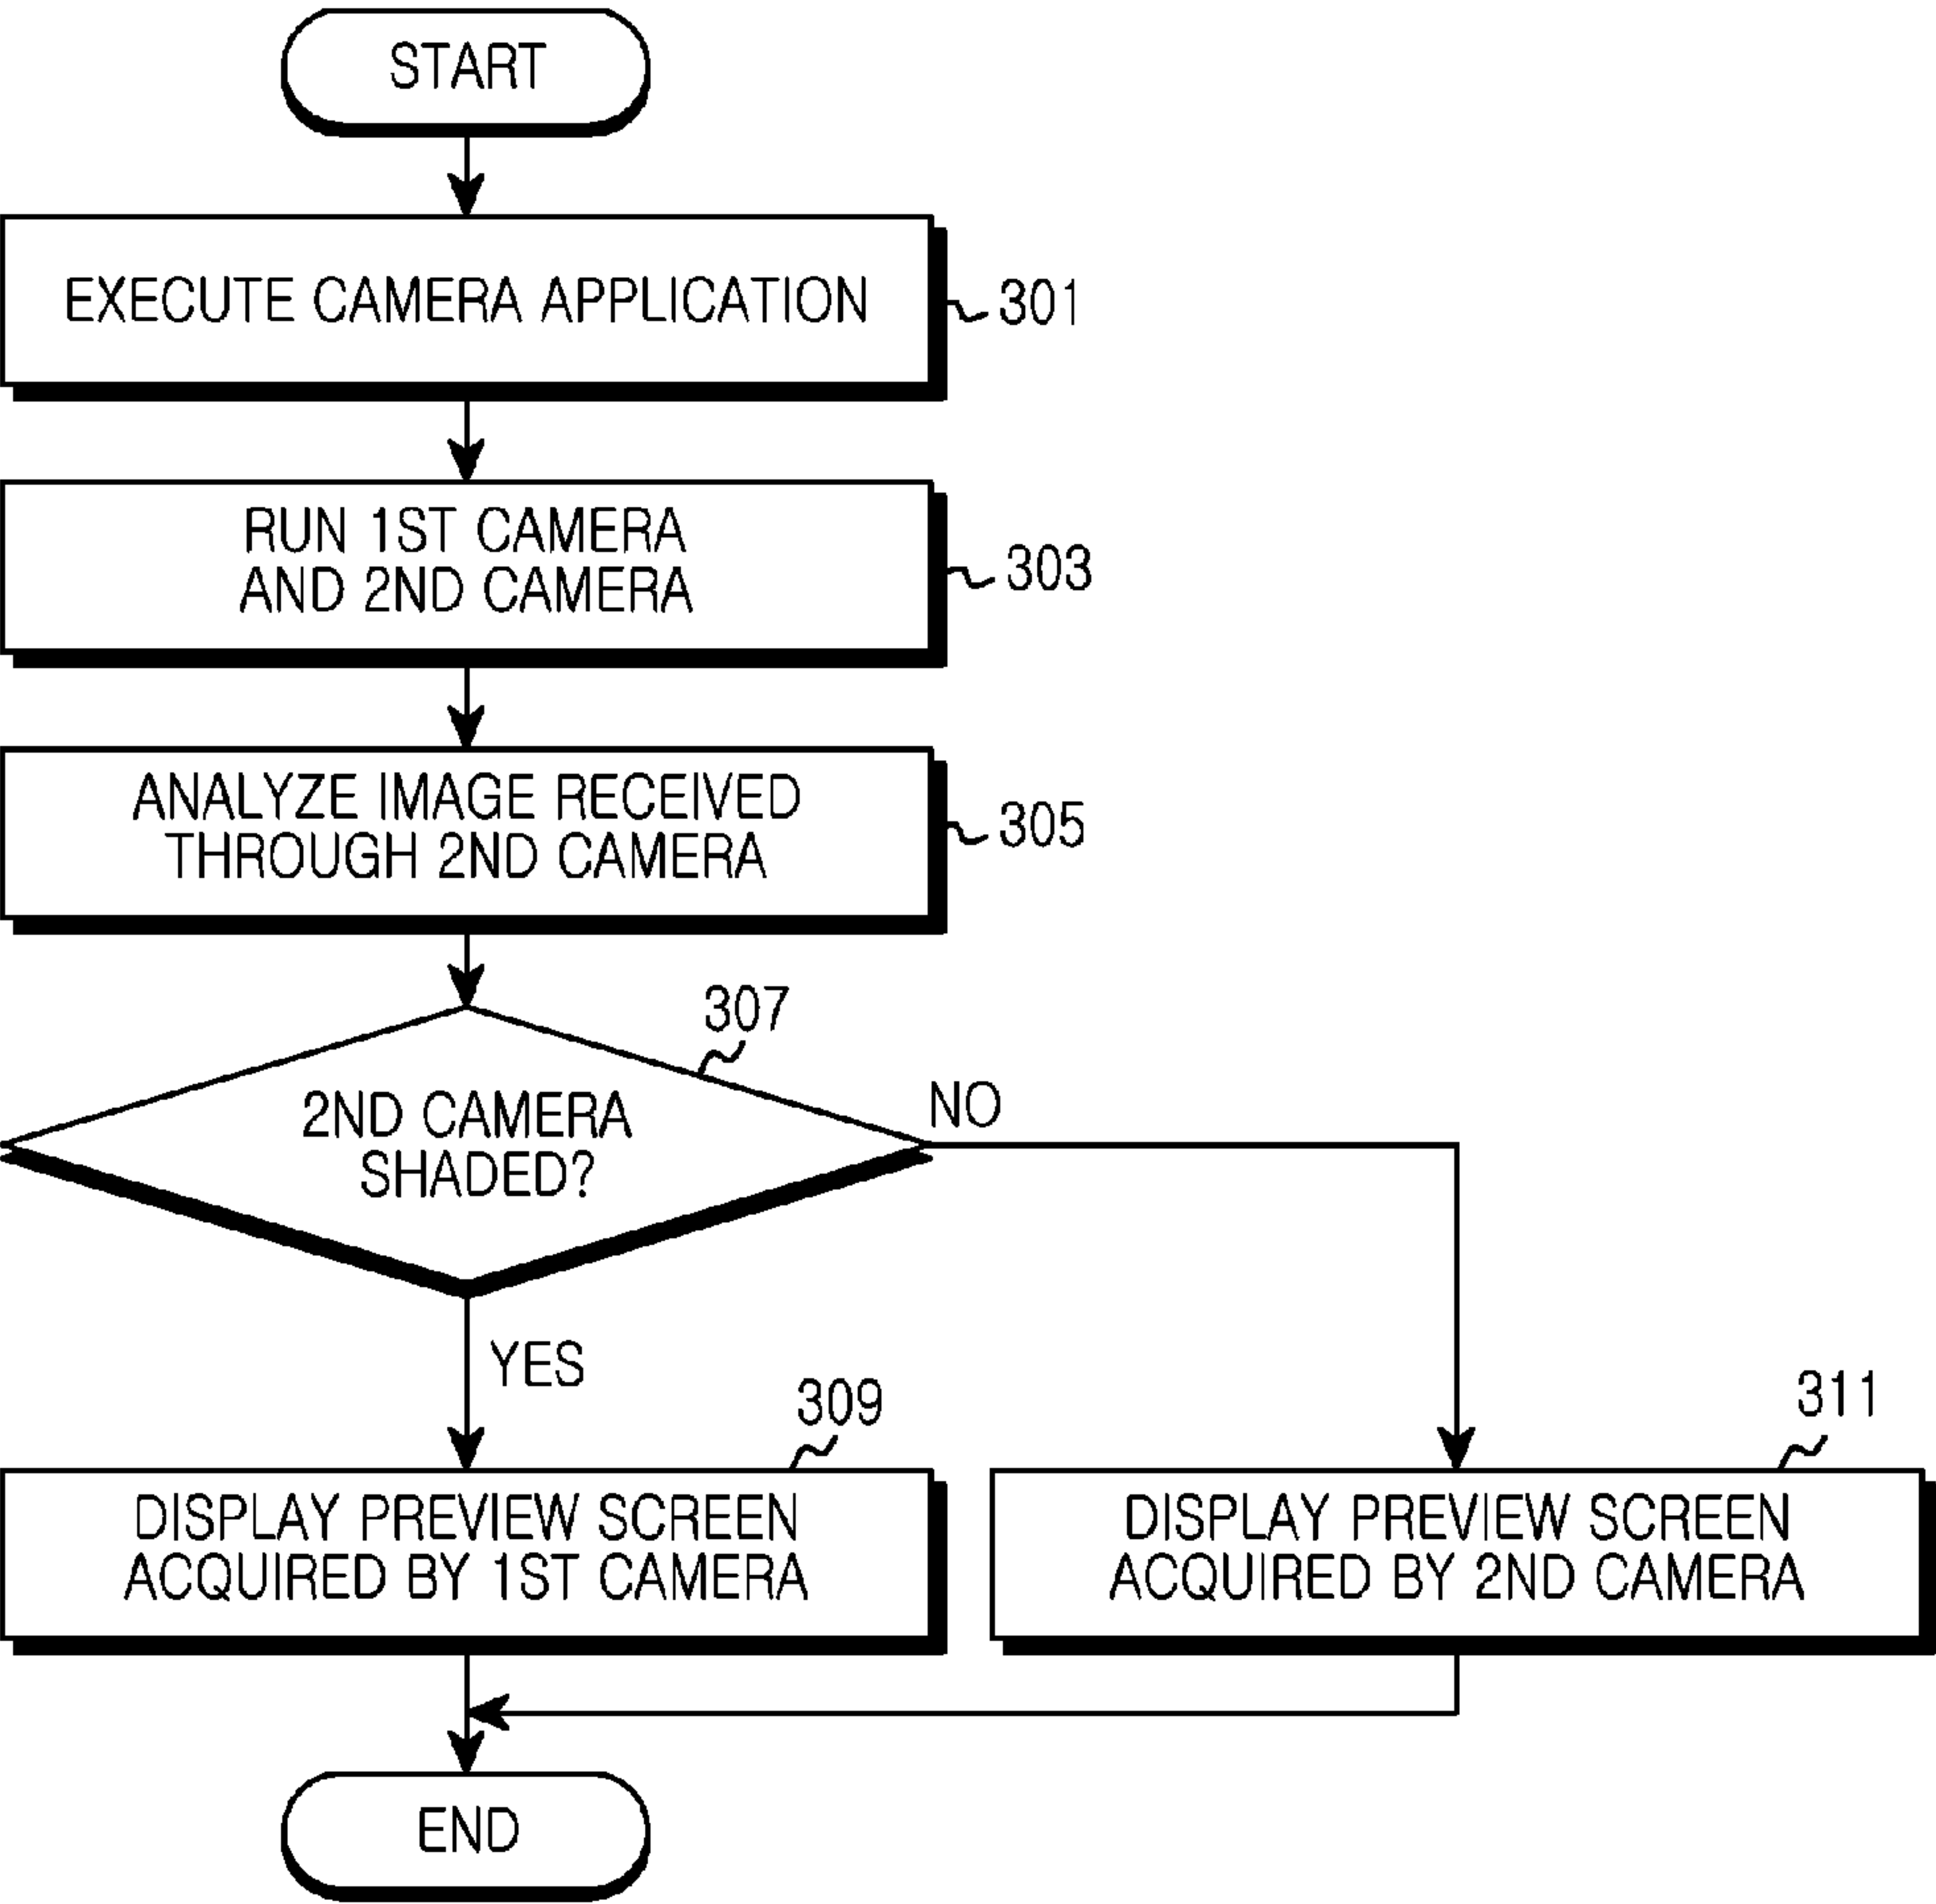 START
EXECUTE CAMERA APPLICATION
301
RUN 1ST CAMERA
AND 2ND CAMERA
303
ANALYZE IMAGE RECEIVED
THROUGH 2ND CAMERA
305
307
2ND CAMERA
SHADED?
NO
YES
309
DISPLAY PREVIEW SCREEN
ACQUIRED BY 1ST CAMERA
311
DISPLAY PREVIEW SCREEN
ACQUIRED BY 2ND CAMERA
END